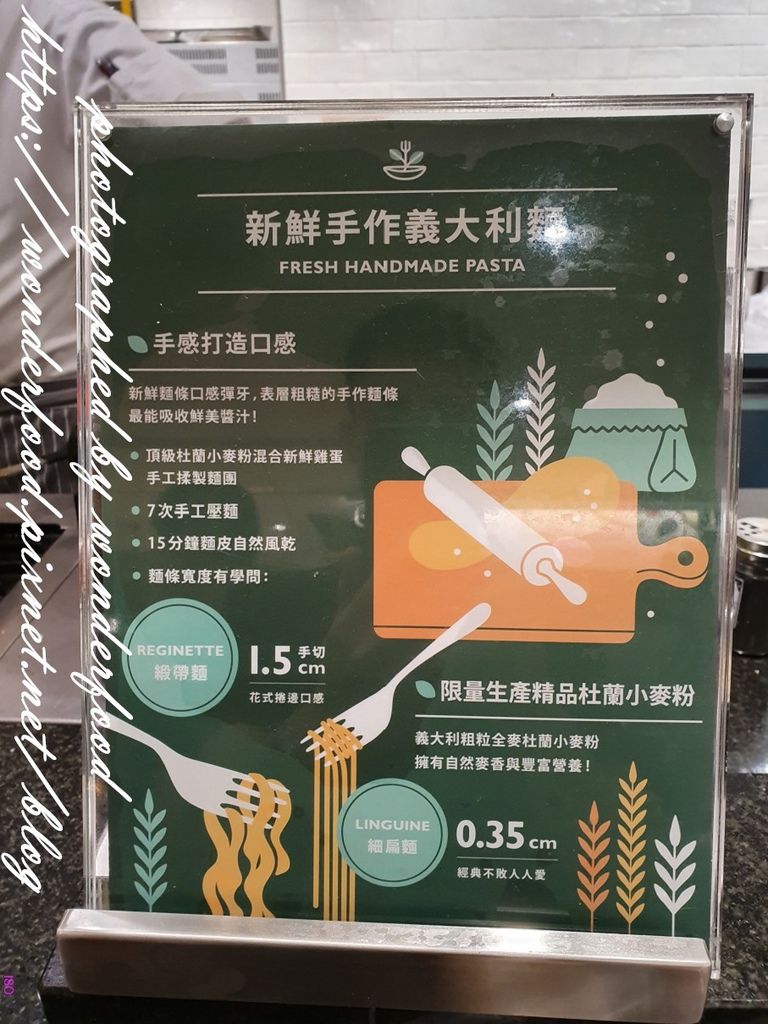 新鮮手作義大利麵
FRESH HANDMADE PASTA
手感打造口感
新鮮麵條口感彈牙，表層粗糙的手作麵條
最能吸收鮮美醬汁！
頂級杜蘭小麥粉混合新鮮雞蛋
手工揉製麵團
7次手工壓麵
15分鐘麵皮自然風乾
麵條寬度有學問：
REGINETTE
緞帶麵
1.5 手切 cm
花式捲邊口感
限量生產精品杜蘭小麥粉
義大利粗粒全麥杜蘭小麥粉
擁有自然麥香與豐富營養！
LINGUINE
細扁麵
0.35 cm
經典不敗人人愛
photographed by wonderfood
https://wonderfood.pixnet.net/blog
ISO